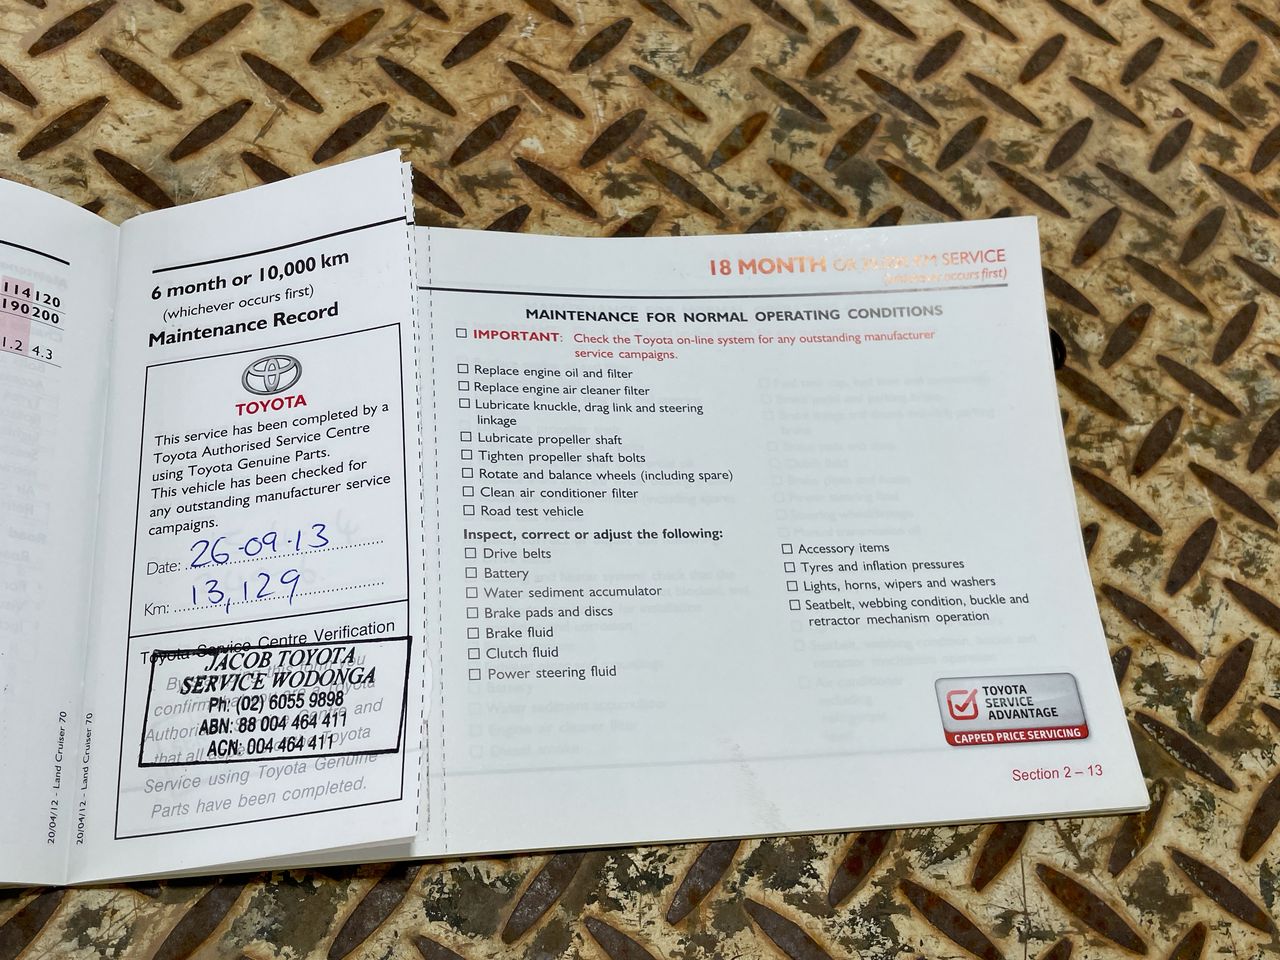 114 120
190 200
1.2 4.3
20/04/12 - Land Cruiser 70
20/04/12 - Land Cruiser 70
6 month or 10,000 km
(whichever occurs first)
Maintenance Record
TOYOTA
This service has been completed by a
Toyota Authorised Service Centre
using Toyota Genuine Parts.
This vehicle has been checked for
any outstanding manufacturer service
campaigns.
Date: 26-09-13
Km: 13,129
Toyota Service Centre Verification
JACOB TOYOTA
SERVICE WODONGA
Ph: (02) 6055 9898
ABN: 88 004 464 411
ACN: 004 464 411
Service using Toyota Genuine
Parts have been completed.
18 MONTH OR KM SERVICE
(whichever occurs first)
MAINTENANCE FOR NORMAL OPERATING CONDITIONS
IMPORTANT: Check the Toyota on-line system for any outstanding manufacturer
service campaigns.
Replace engine oil and filter
Replace engine air cleaner filter
Lubricate knuckle, drag link and steering
linkage
Lubricate propeller shaft
Tighten propeller shaft bolts
Rotate and balance wheels (including spare)
Clean air conditioner filter
Road test vehicle
Inspect, correct or adjust the following:
Drive belts
Battery
Water sediment accumulator
Brake pads and discs
Brake fluid
Clutch fluid
Power steering fluid
Accessory items
Tyres and inflation pressures
Lights, horns, wipers and washers
Seatbelt, webbing condition, buckle and
retractor mechanism operation
TOYOTA
SERVICE
ADVANTAGE
CAPPED PRICE SERVICING
Section 2 – 13